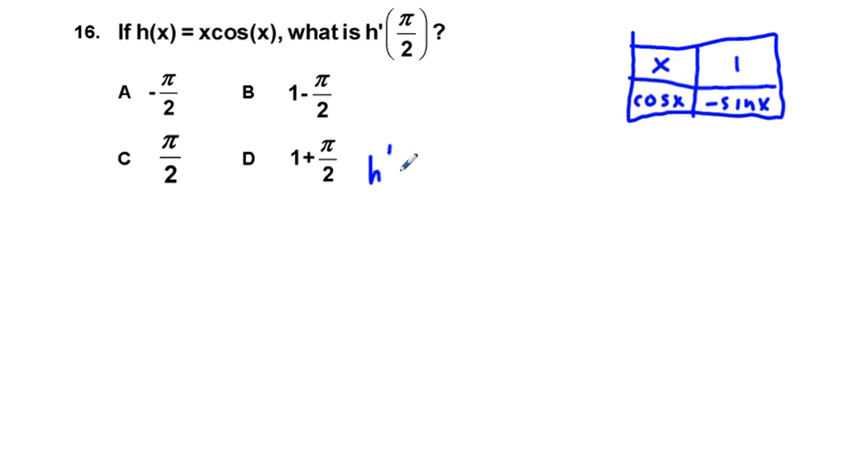 16. If h(x) = xcos(x), what is h'(π/2) ?
x 1
cosx -sinx
A -π/2 B 1-π/2
C π/2 D 1+π/2
h'